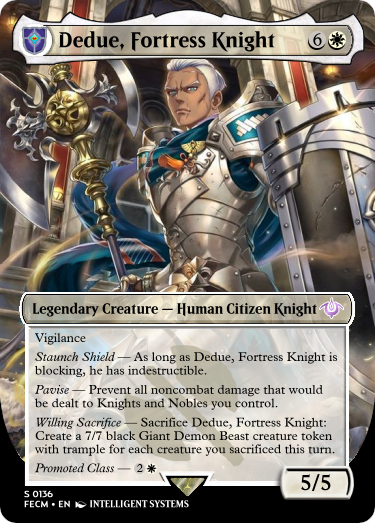 Dedue, Fortress Knight 6
Legendary Creature — Human Citizen Knight
Vigilance
Staunch Shield — As long as Dedue, Fortress Knight is
blocking, he has indestructible.
Pavise — Prevent all noncombat damage that would
be dealt to Knights and Nobles you control.
Willing Sacrifice — Sacrifice Dedue, Fortress Knight:
Create a 7/7 black Giant Demon Beast creature token
with trample for each creature you sacrificed this turn.
Promoted Class — 2
5/5
S 0136
FECM • EN INTELLIGENT SYSTEMS